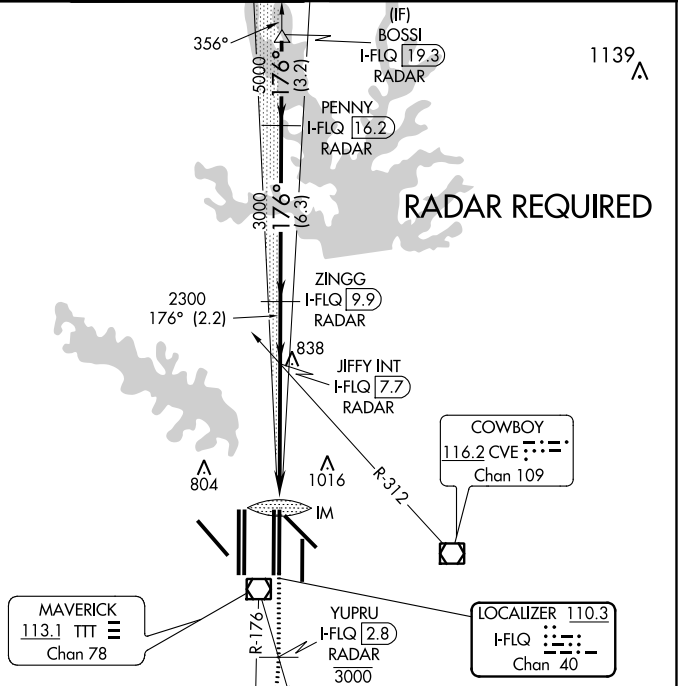 (IF)
BOSSI
I-FLQ 19.3
RADAR
356°
5000
176°
(3.2)
1139
PENNY
I-FLQ 16.2
RADAR
3000
176°
(6.3)
RADAR REQUIRED
ZINGG
I-FLQ 9.9
RADAR
2300
176° (2.2)
838
JIFFY INT
I-FLQ 7.7
RADAR
COWBOY
116.2 CVE
Chan 109
R-312
804
1016
IM
MAVERICK
113.1 TTT
Chan 78
R-176
YUPRU
I-FLQ 2.8
RADAR
3000
LOCALIZER 110.3
I-FLQ
Chan 40